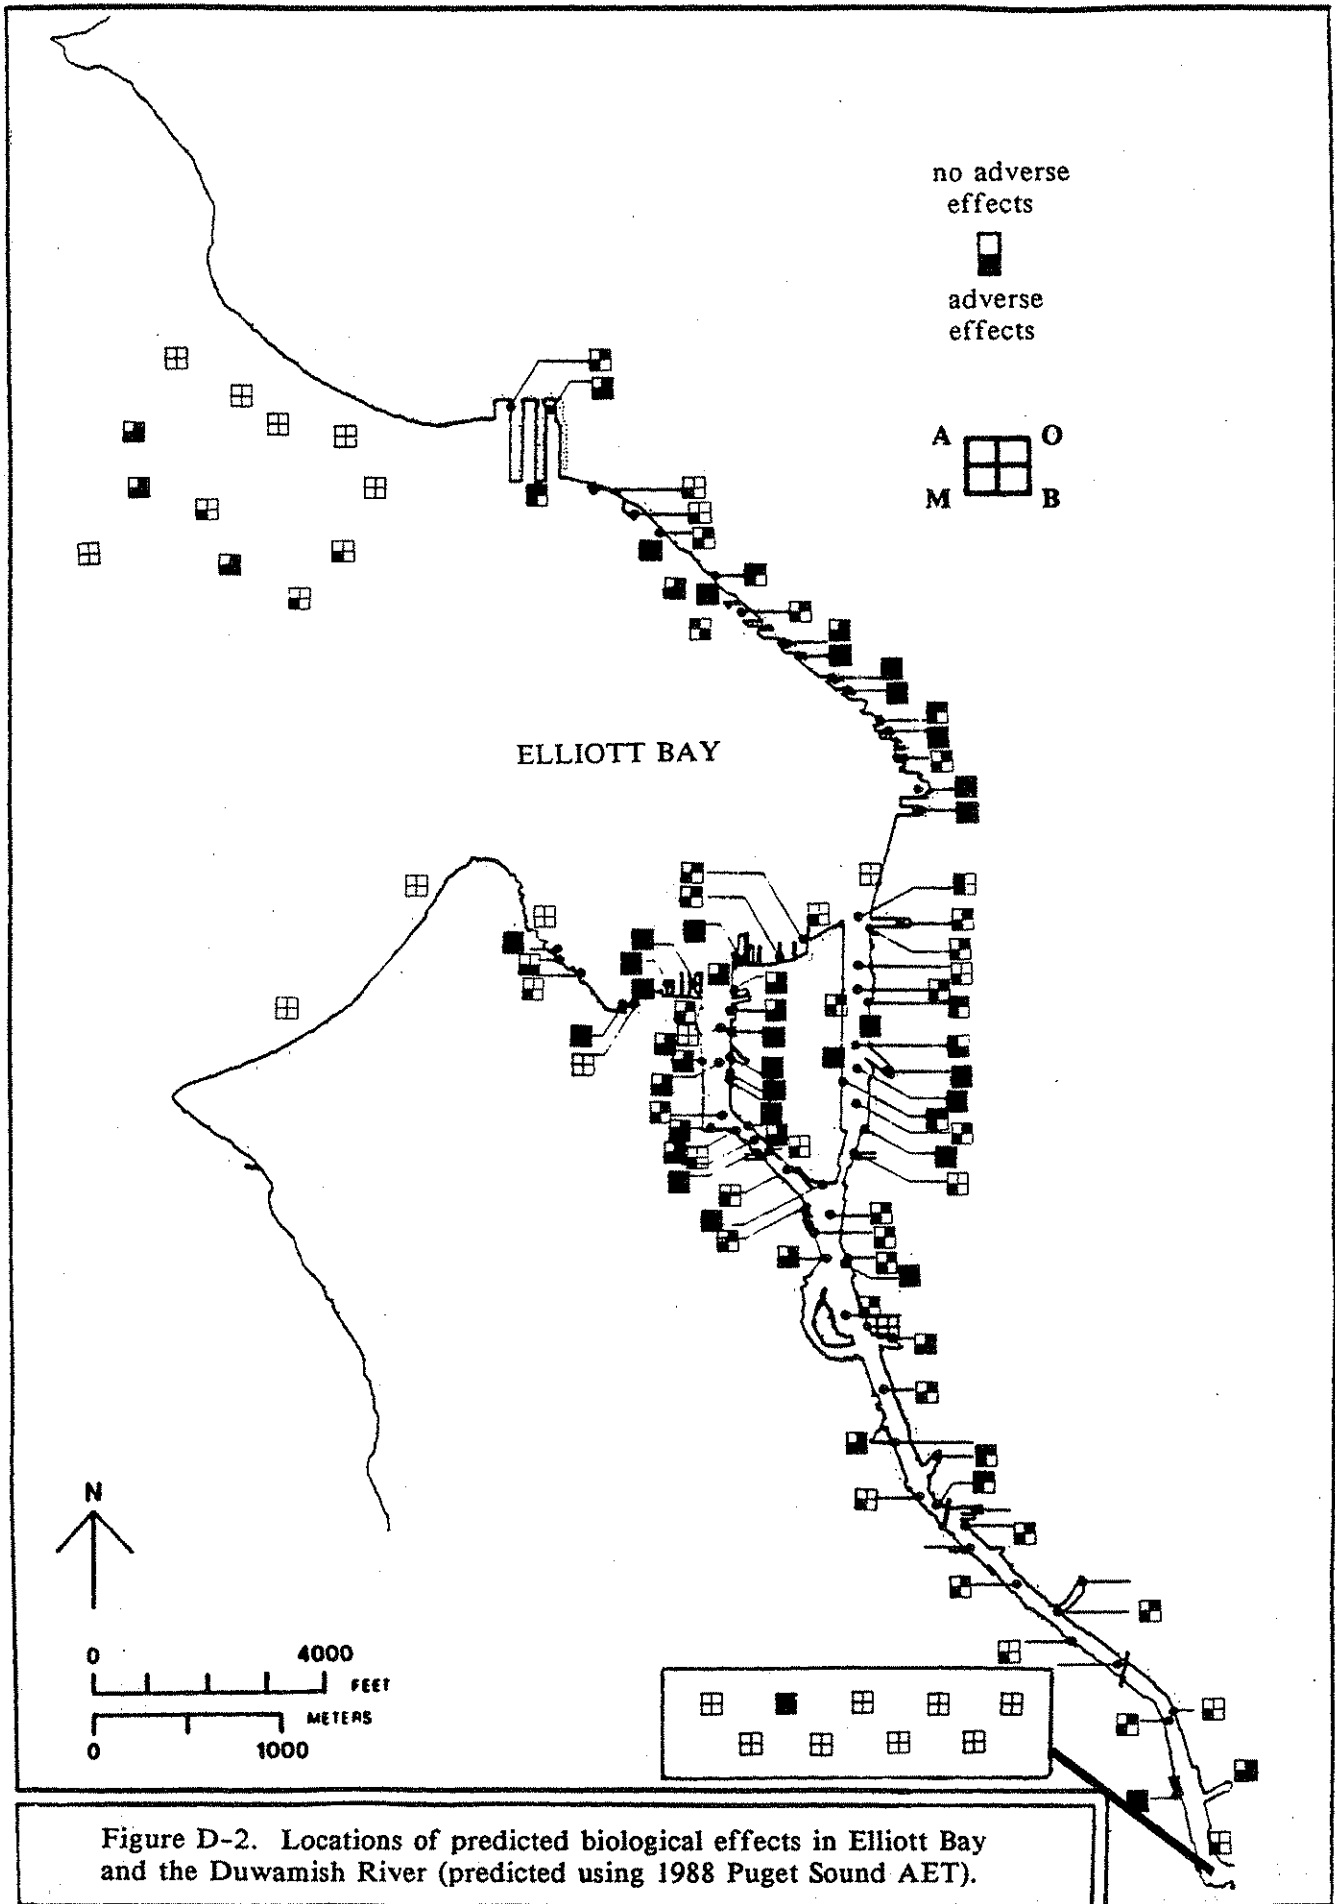 no adverse
effects
adverse
effects
A O
M B
ELLIOTT BAY
N
0 4000
FEET
METERS
0 1000
Figure D-2. Locations of predicted biological effects in Elliott Bay
and the Duwamish River (predicted using 1988 Puget Sound AET).